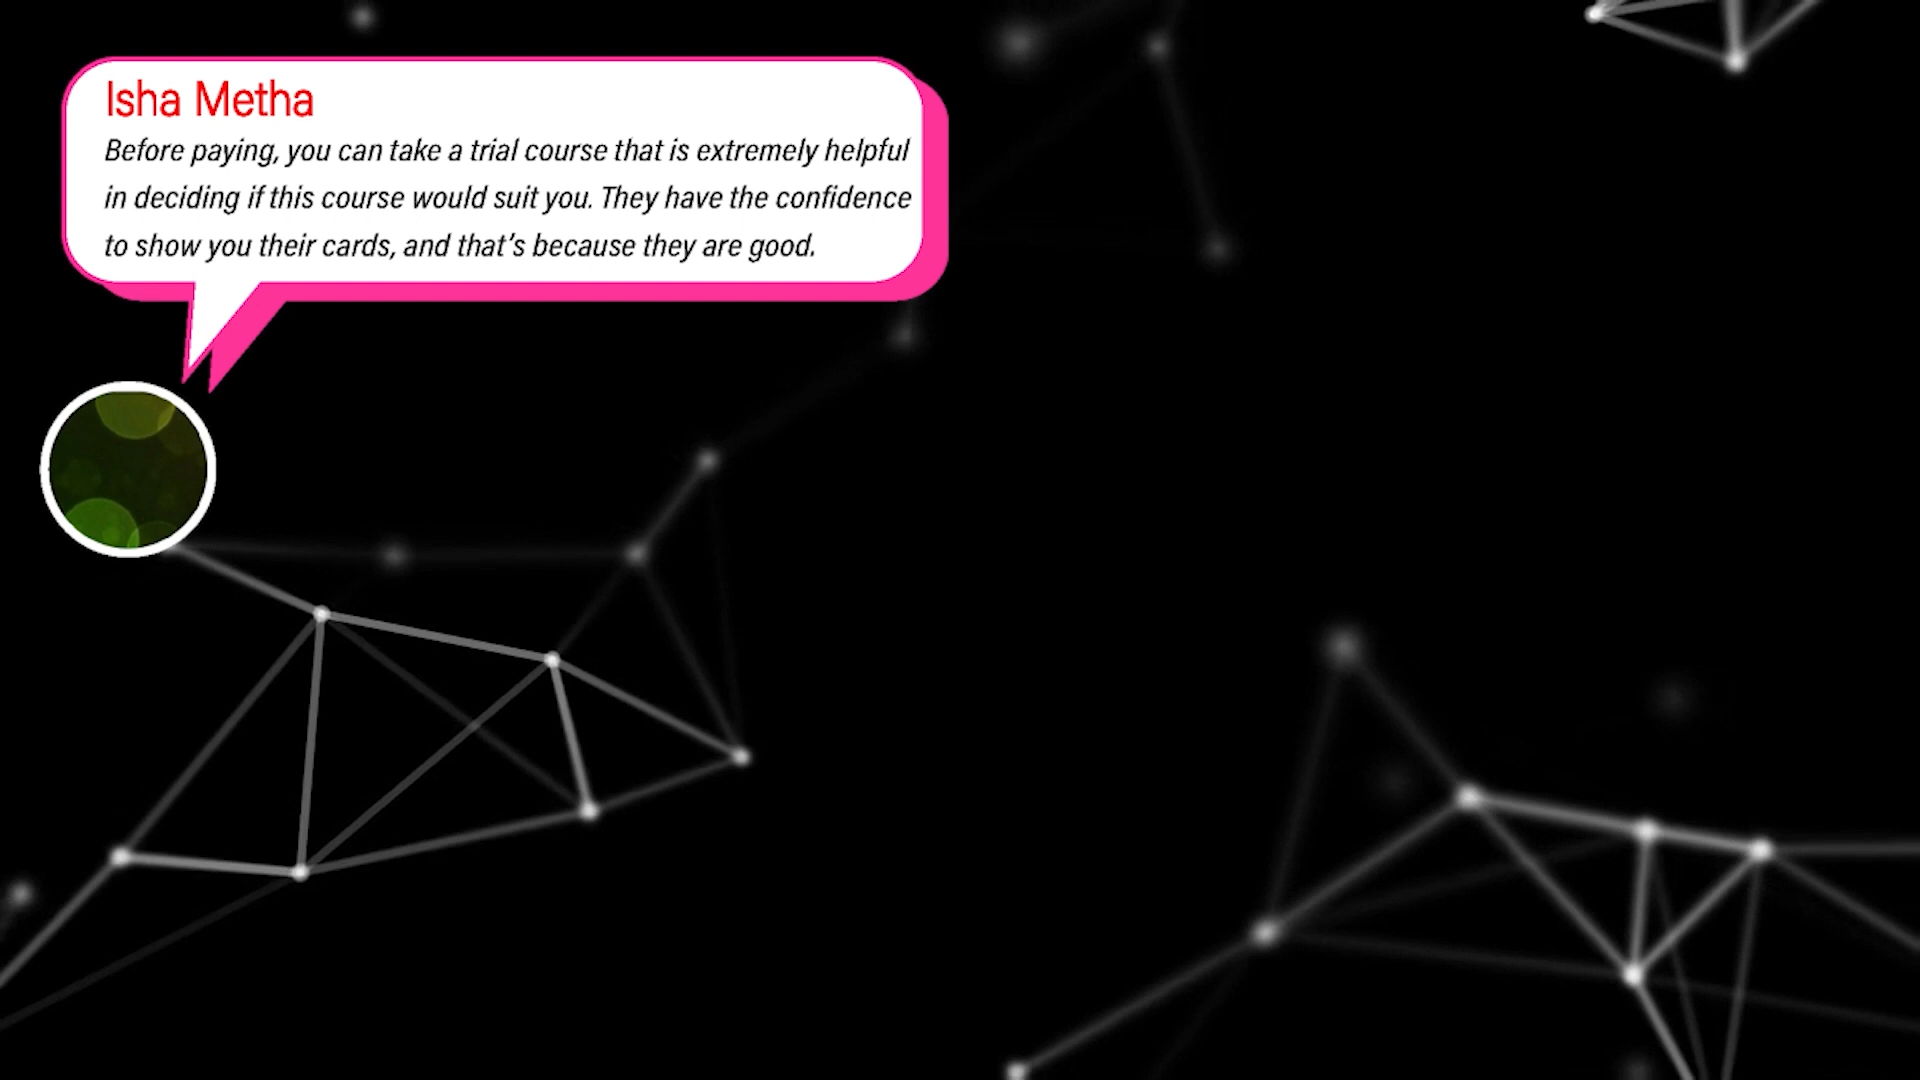 Isha Metha
Before paying, you can take a trial course that is extremely helpful
in deciding if this course would suit you. They have the confidence
to show you their cards, and that's because they are good.